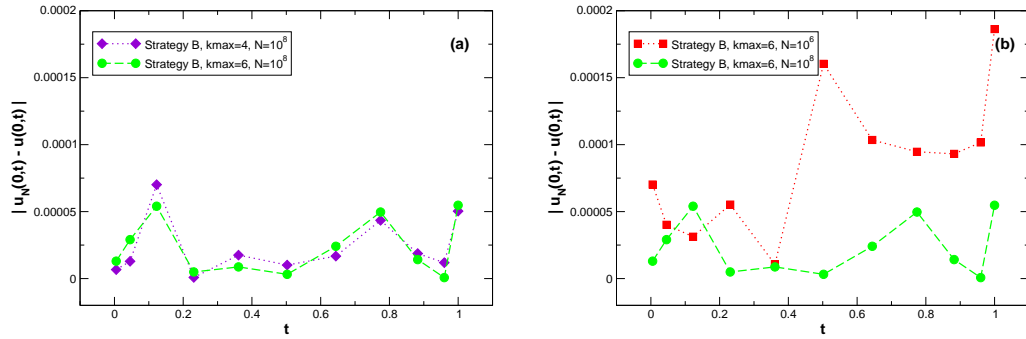 0.0002
0.00015
0.0001
0.00005
0
| u_N(0,t) - u(0,t) |
Strategy B, kmax=4, N=10^8
Strategy B, kmax=6, N=10^8
(a)
0 0.2 0.4 0.6 0.8 1
t
0.0002
0.00015
0.0001
0.00005
0
| u_N(0,t) - u(0,t) |
Strategy B, kmax=6, N=10^6
Strategy B, kmax=6, N=10^8
(b)
0 0.2 0.4 0.6 0.8 1
t